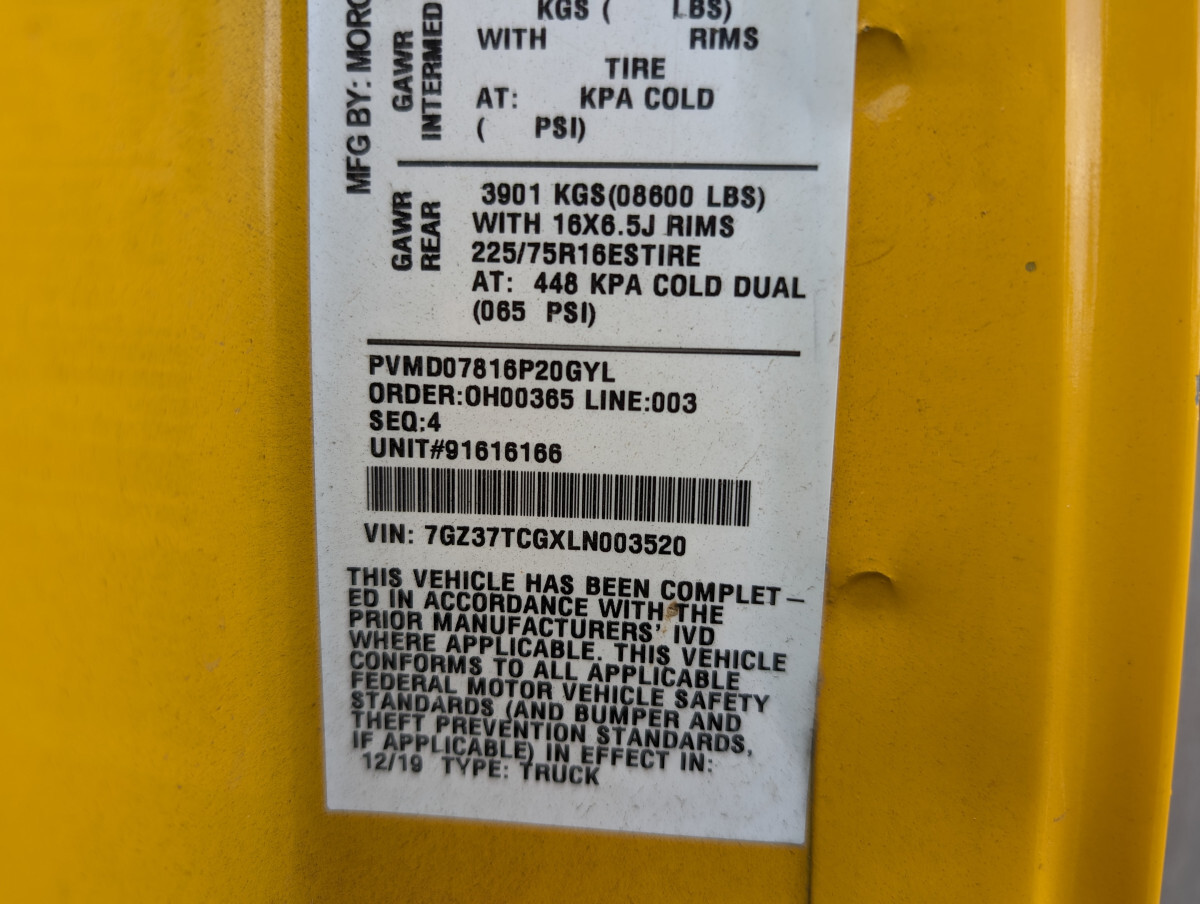 MFG BY: MORG
GAWR
INTERMED
KGS ( LBS)
WITH RIMS
TIRE
AT: KPA COLD
( PSI)
GAWR
REAR
3901 KGS(08600 LBS)
WITH 16X6.5J RIMS
225/75R16ESTIRE
AT: 448 KPA COLD DUAL
(065 PSI)
PVMD07816P20GYL
ORDER:OH00365 LINE:003
SEQ:4
UNIT#91616166
VIN: 7GZ37TCGXLN003520
THIS VEHICLE HAS BEEN COMPLET-
ED IN ACCORDANCE WITH THE
PRIOR MANUFACTURERS' IVD
WHERE APPLICABLE. THIS VEHICLE
CONFORMS TO ALL APPLICABLE
FEDERAL MOTOR VEHICLE SAFETY
STANDARDS (AND BUMPER AND
THEFT PREVENTION STANDARDS,
IF APPLICABLE) IN EFFECT IN:
12/19 TYPE: TRUCK